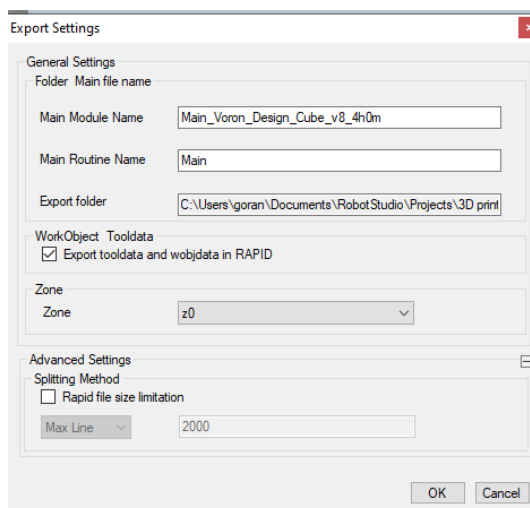 Export Settings
General Settings
Folder Main file name
Main Module Name Main_Voron_Design_Cube_v8_4h0m
Main Routine Name Main
Export folder C:\Users\goran\Documents\RobotStudio\Projects\3D print
WorkObject Tooldata
Export tooldata and wobjdata in RAPID
Zone
Zone z0
Advanced Settings
Splitting Method
Rapid file size limitation
Max Line 2000
OK Cancel